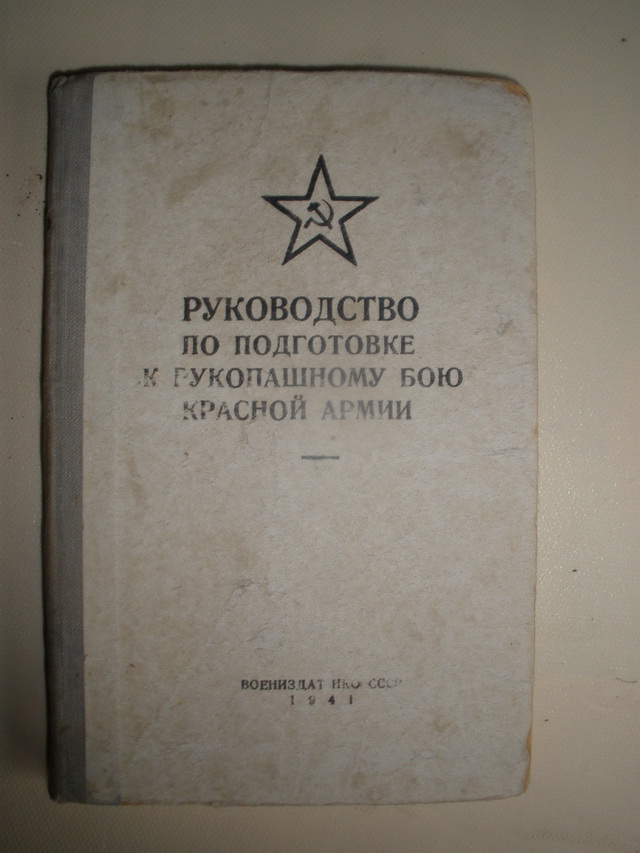 РУКОВОДСТВО
ПО ПОДГОТОВКЕ
К РУКОПАШНОМУ БОЮ
КРАСНОЙ АРМИИ
ВОЕНИЗДАТ НКО СССР
1941